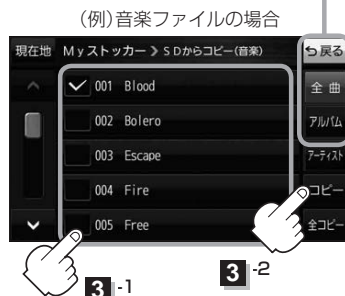 (例)音楽ファイルの場合
現在地 Myストッカー 》 SDからコピー(音楽) 戻る
001 Blood 全 曲
002 Bolero アルバム
003 Escape アーティスト
004 Fire コピー
005 Free 全コピー
3 -1
3 -2